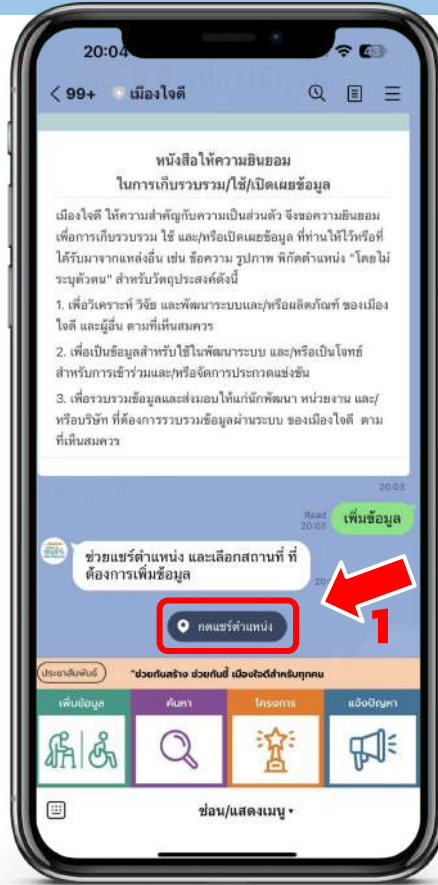 20:04
43
99+ เมืองใจดี
หนังสือให้ความยินยอม
ในการเก็บรวบรวม/ใช้/เปิดเผยข้อมูล
เมืองใจดี ให้ความสำคัญกับความเป็นส่วนตัว จึงขอความยินยอม
เพื่อการเก็บรวบรวม ใช้ และ/หรือเปิดเผยข้อมูล ที่ท่านให้ไว้หรือที่
ได้รับมาจากแหล่งอื่น เช่น ข้อความ รูปภาพ พิกัดตำแหน่ง "โดยไม่
ระบุตัวตน" สำหรับวัตถุประสงค์ดังนี้
1. เพื่อวิเคราะห์ วิจัย และพัฒนาระบบและ/หรือผลิตภัณฑ์ ของเมือง
ใจดี และผู้อื่น ตามที่เห็นสมควร
2. เพื่อเป็นข้อมูลสำหรับใช้ในพัฒนาระบบ และ/หรือเป็นโจทย์
สำหรับการเข้าร่วมและ/หรือจัดการประกวดแข่งขัน
3. เพื่อรวบรวมข้อมูลและส่งมอบให้แก่นักพัฒนา หน่วยงาน และ/
หรือบริษัท ที่ต้องการรวบรวมข้อมูลผ่านระบบ ของเมืองใจดี ตาม
ที่เห็นสมควร
20:03
Read
20:03
เพิ่มข้อมูล
ช่วยแชร์ตำแหน่ง และเลือกสถานที่ ที่
ต้องการเพิ่มข้อมูล
กดแชร์ตำแหน่ง
1
ประชาสัมพันธ์ "ช่วยกันสร้าง ช่วยกันชี้ เมืองใจดีสำหรับทุกคน
เพิ่มข้อมูล ค้นหา โครงการ แจ้งปัญหา
ซ่อน/แสดงเมนู